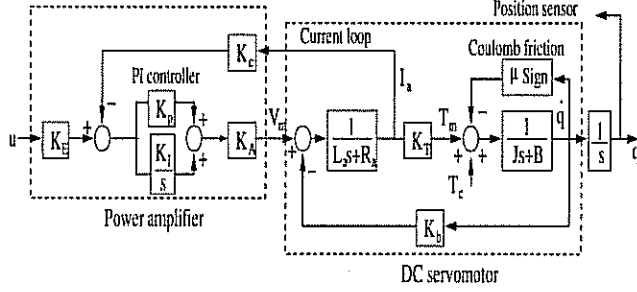 Position sensor
Current loop
Coulomb friction
K_c
μ Sign
PI controller
I_a
K_p
V_m
T_m
q̇
u
K_E
K_I
s
K_A
1
L_a s+R_a
K_T
1
Js+B
1
s
q
T_c
K_b
Power amplifier
DC servomotor